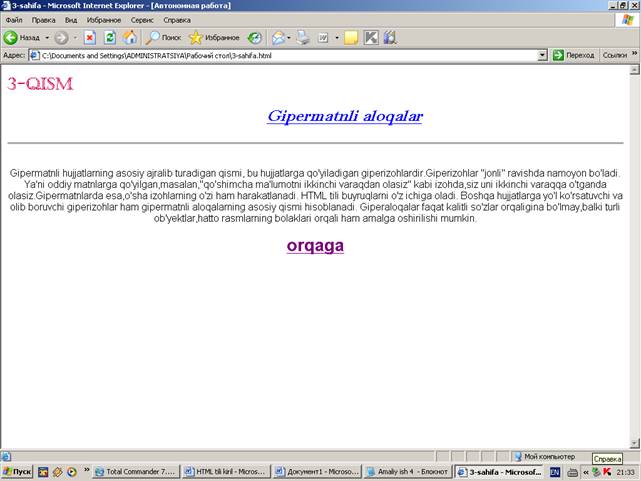 3-sahifa - Microsoft Internet Explorer - [Автономная работа]
Файл Правка Вид Избранное Сервис Справка
Назад Поиск Избранное
Адрес: C:\Documents and Settings\ADMINISTRATSIYA\Рабочий стол\3-sahifa.html Переход Ссылки »
3-QISM
Gipermatnli aloqalar
Gipermatnli hujjatlarning asosiy ajralib turadigan qismi, bu hujjatlarga qo'yiladigan giperizohlardir.Giperizohlar "jonli" ravishda namoyon bo'ladi.
Ya'ni oddiy matnlarga qo'yilgan,masalan,"qo'shimcha ma'lumotni ikkinchi varaqdan olasiz" kabi izohda,siz uni ikkinchi varaqqa o'tganda
olasiz.Gipermatnlarda esa,o'sha izohlarning o'zi ham harakatlanadi. HTML tili buyruqlarni o'z ichiga oladi. Boshqa hujjatlarga yo'l ko'rsatuvchi va
olib boruvchi giperizohlar ham gipermatnli aloqalarning asosiy qismi hisoblanadi. Giperaloqalar faqat kalitli so'zlar orqaligina bo'lmay,balki turli
ob'yektlar,hatto rasmlarning bolaklari orqali ham amalga oshirilishi mumkin.
orqaga
Мой компьютер
Справка
Пуск » Total Commander 7.... HTML tili kiril - Micros... Документ1 - Microso... Amaliy ish 4 - Блокнот 3-sahifa - Microsof... EN « 21:33